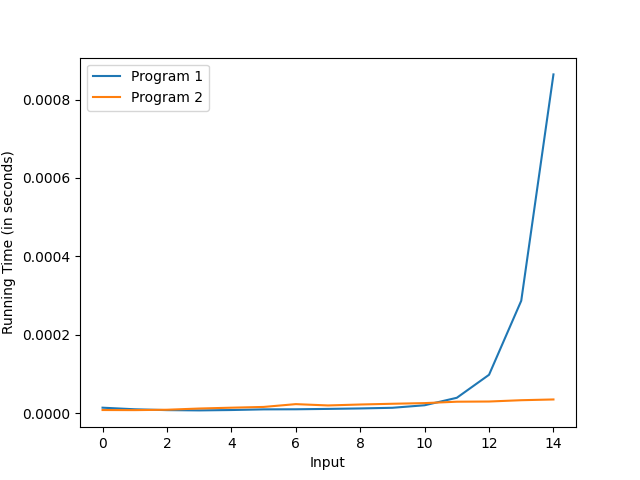 Program 1
Program 2
0.0008
0.0006
0.0004
0.0002
0.0000
Running Time (in seconds)
0 2 4 6 8 10 12 14
Input